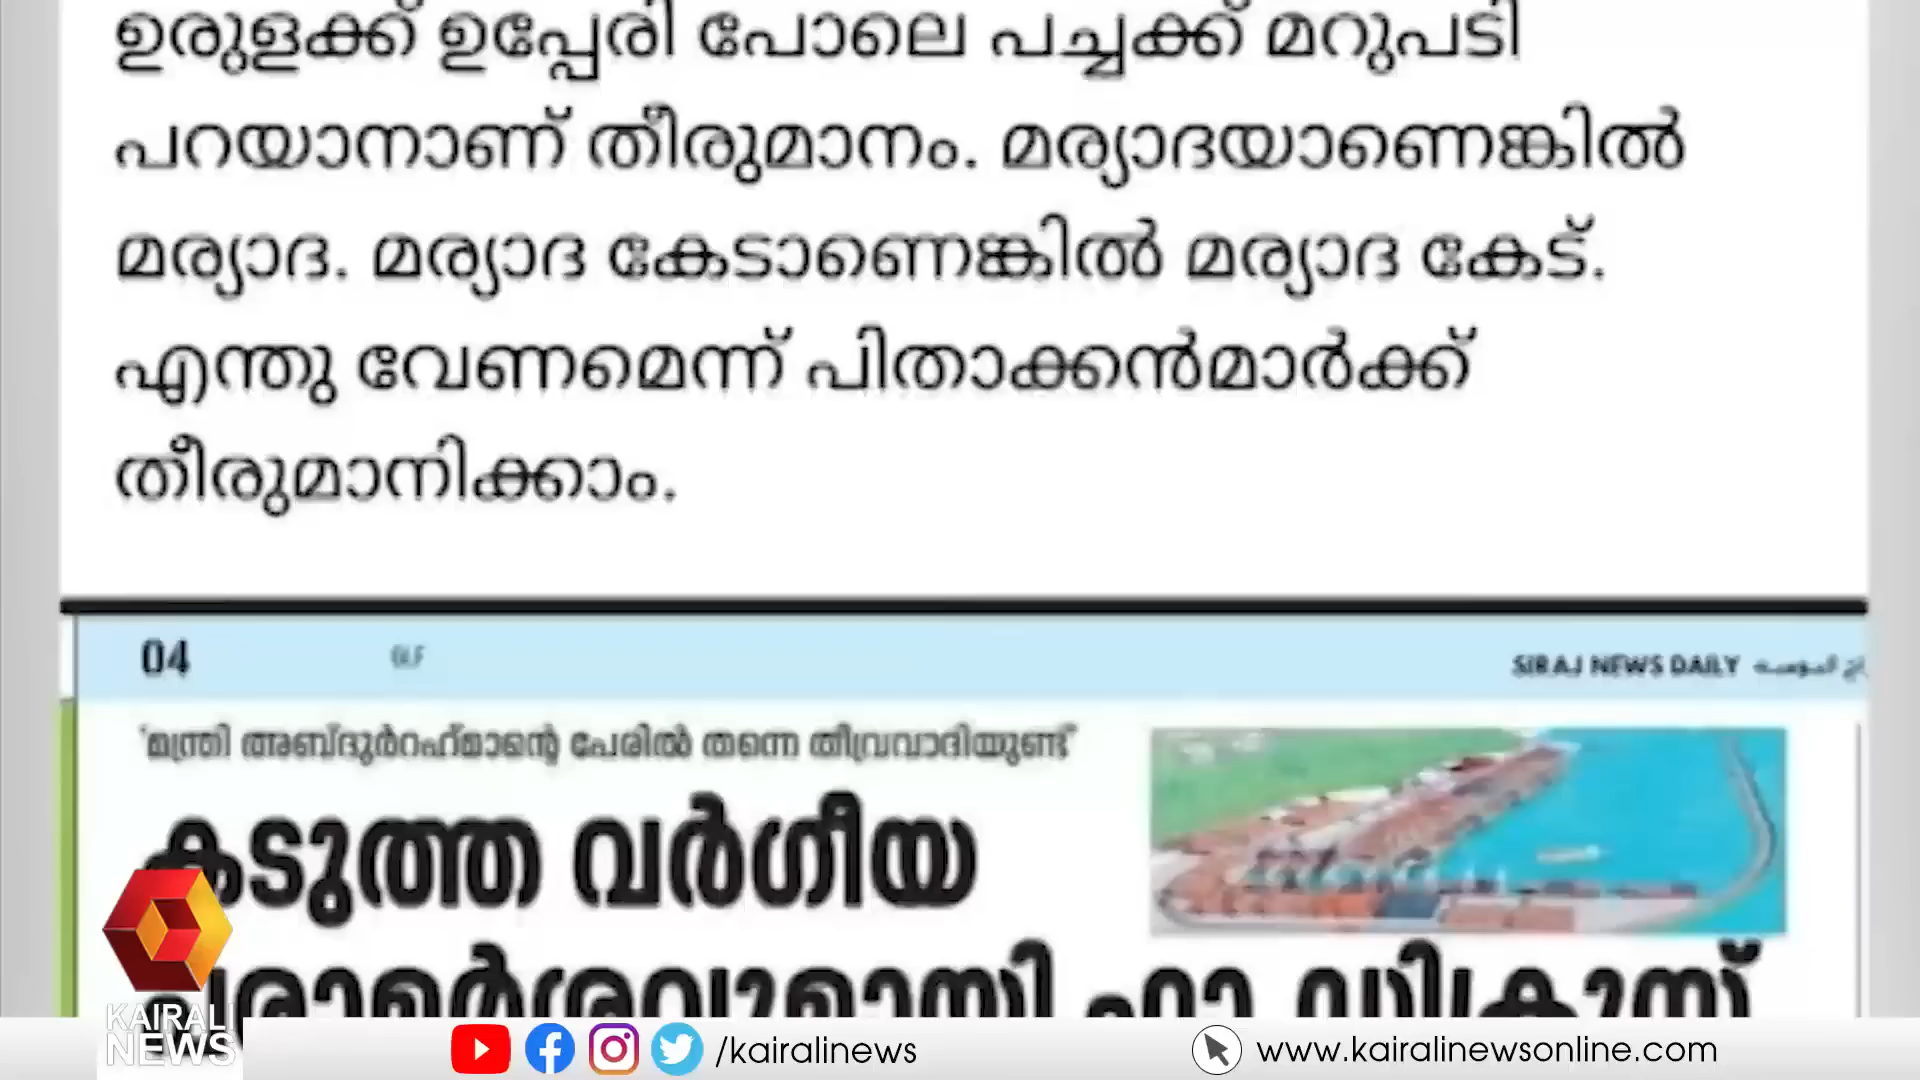 ഉരുളക്ക് ഉപ്പേരി പോലെ പച്ചക്ക് മറുപടി
പറയാനാണ് തീരുമാനം. മര്യാദയാണെങ്കിൽ
മര്യാദ. മര്യാദ കേടാണെങ്കിൽ മര്യാദ കേട്.
എന്തു വേണമെന്ന് പിതാക്കൻമാർക്ക്
തീരുമാനിക്കാം.
04
SIRAJ NEWS DAILY
'മന്ത്രി അബ്ദുർറഹ്‌മാന്റെ പേരിൽ തന്നെ തീവ്രവാദിയുണ്ട്'
കടുത്ത വർഗീയ
KAIRALI
NEWS
/kairalinews
www.kairalinewsonline.com